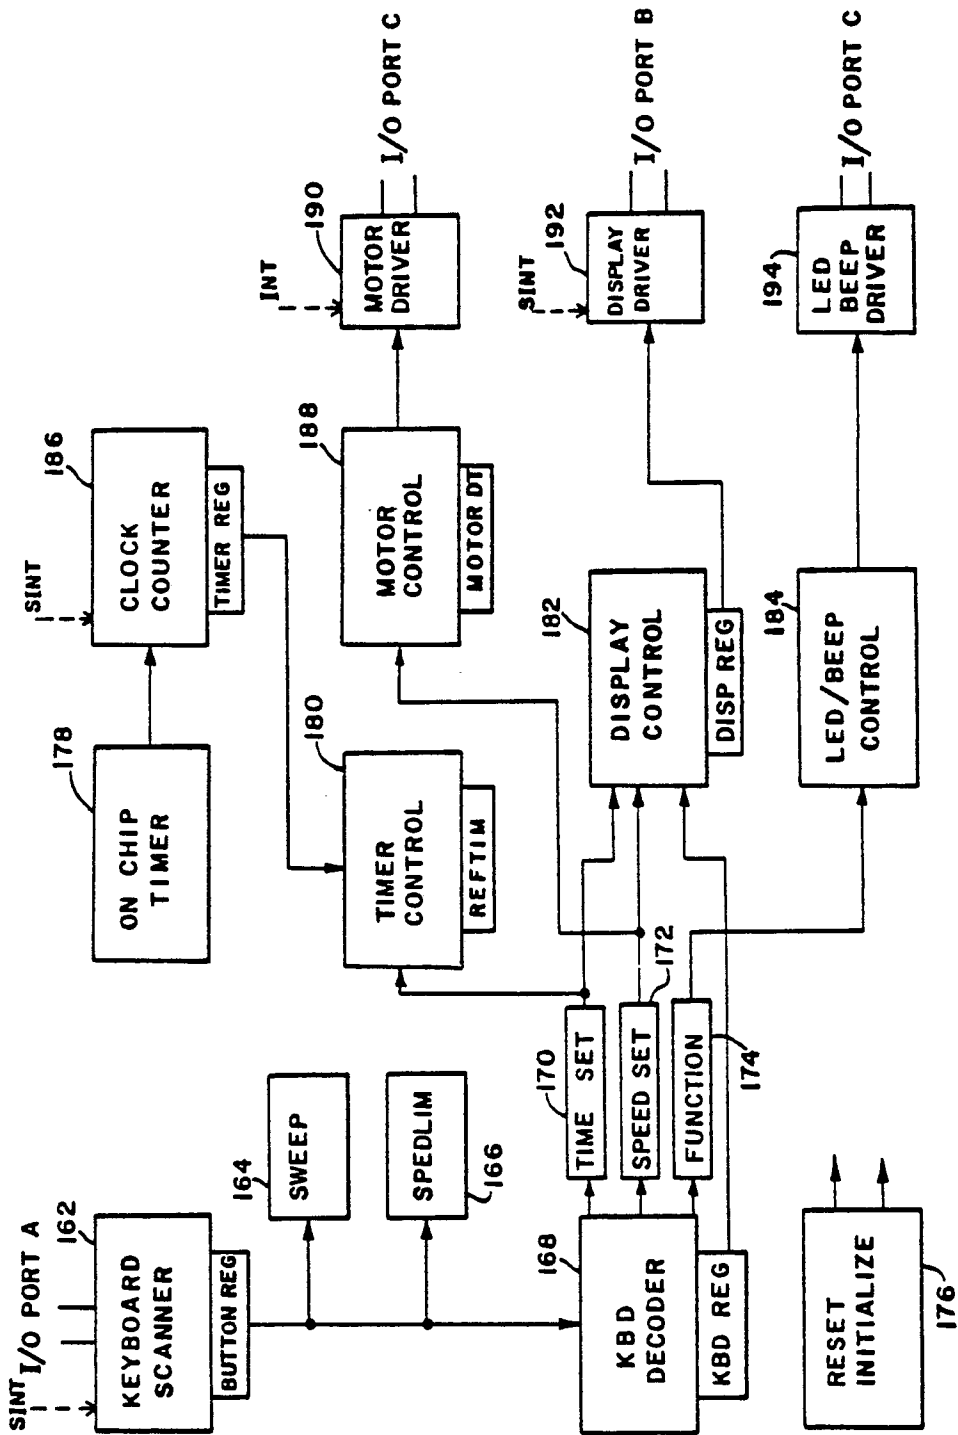 SINT
I/O PORT A
162
KEYBOARD
SCANNER
BUTTON REG
164
SWEEP
SPEDLIM
166
168
KBD
DECODER
KBD REG
170
TIME SET
SPEED SET
172
FUNCTION
174
RESET
INITIALIZE
176
178
ON CHIP
TIMER
SINT
186
CLOCK
COUNTER
TIMER REG
180
TIMER
CONTROL
REFTIM
188
MOTOR
CONTROL
MOTOR DT
182
DISPLAY
CONTROL
DISP REG
184
LED/BEEP
CONTROL
INT
190
MOTOR
DRIVER
I/O PORT C
SINT
192
DISPLAY
DRIVER
I/O PORT B
194
LED
BEEP
DRIVER
I/O PORT C